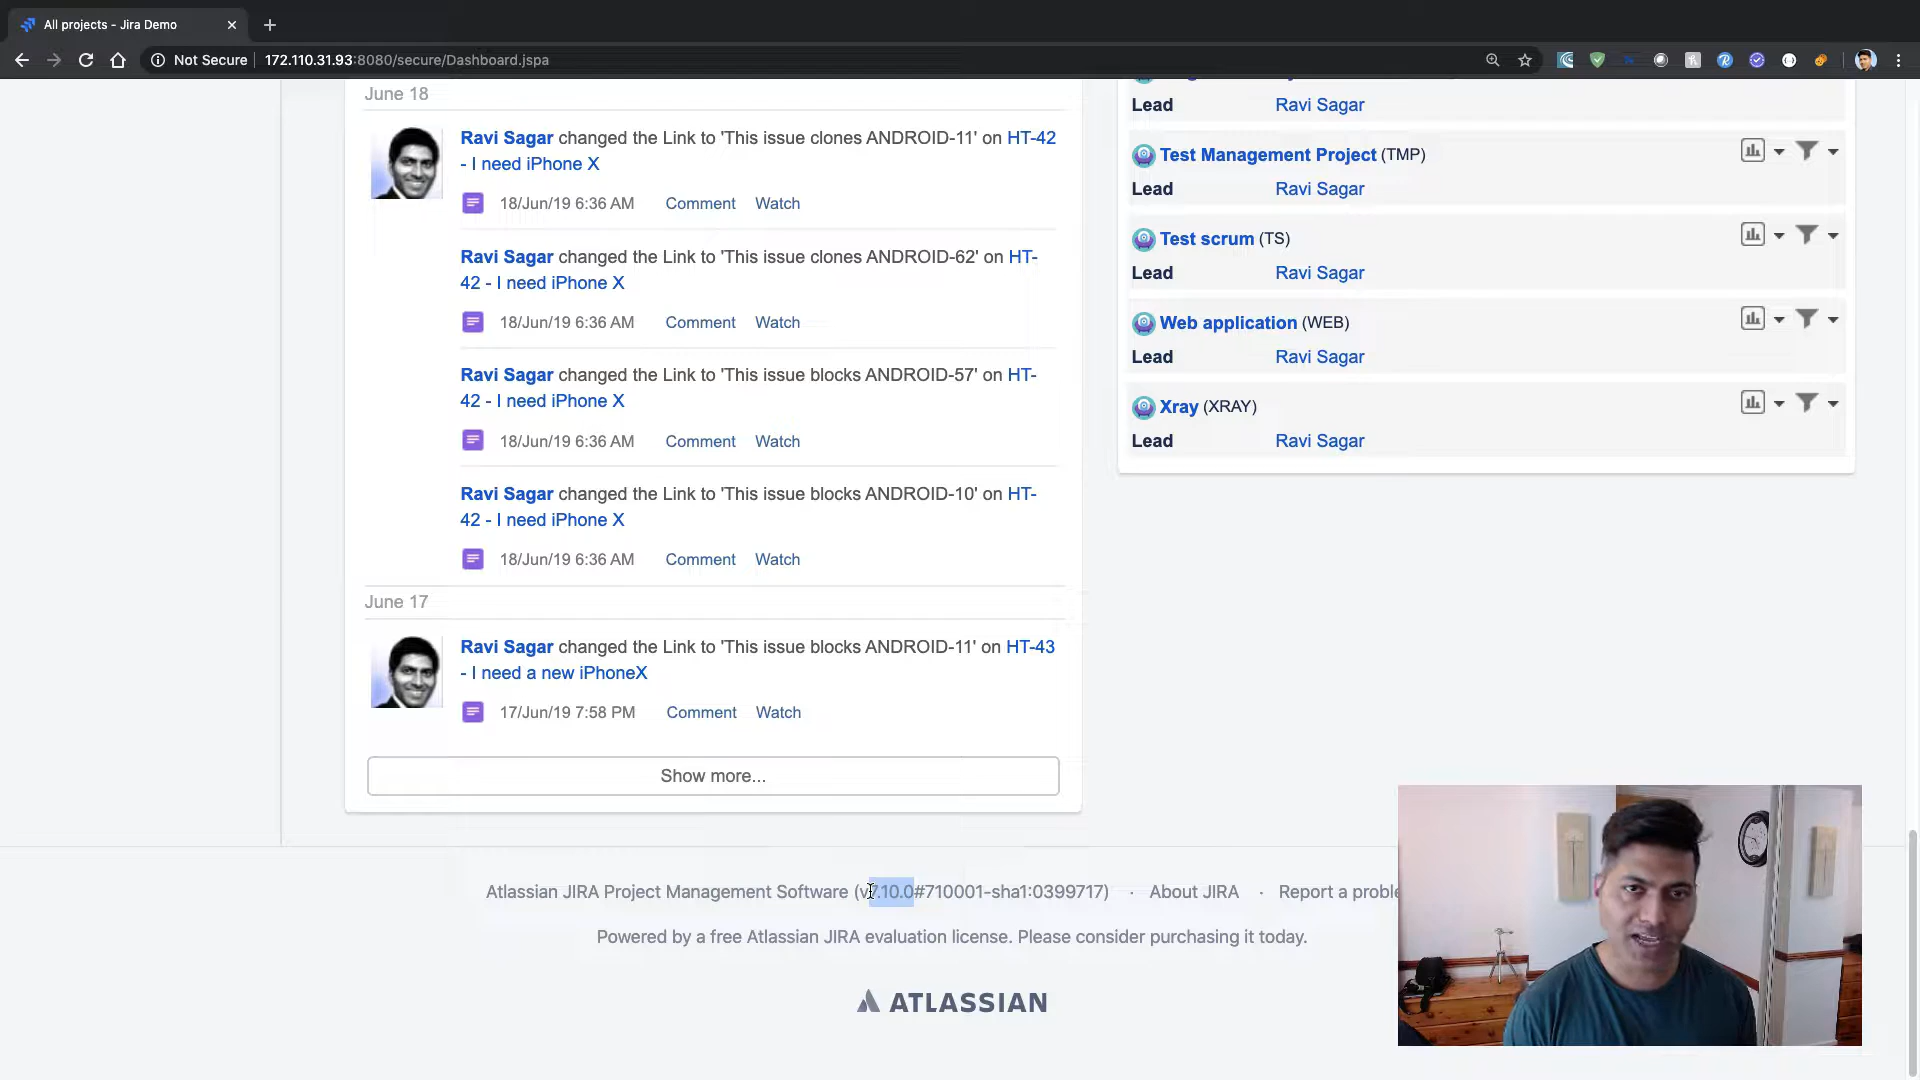 All projects - Jira Demo
Not Secure
172.110.31.93:8080/secure/Dashboard.jspa
June 18
Ravi Sagar changed the Link to 'This issue clones ANDROID-11' on HT-42
- I need iPhone X
18/Jun/19 6:36 AM Comment Watch
Ravi Sagar changed the Link to 'This issue clones ANDROID-62' on HT-
42 - I need iPhone X
18/Jun/19 6:36 AM Comment Watch
Ravi Sagar changed the Link to 'This issue blocks ANDROID-57' on HT-
42 - I need iPhone X
18/Jun/19 6:36 AM Comment Watch
Ravi Sagar changed the Link to 'This issue blocks ANDROID-10' on HT-
42 - I need iPhone X
18/Jun/19 6:36 AM Comment Watch
June 17
Ravi Sagar changed the Link to 'This issue blocks ANDROID-11' on HT-43
- I need a new iPhoneX
17/Jun/19 7:58 PM Comment Watch
Show more...
Lead Ravi Sagar
Test Management Project (TMP)
Lead Ravi Sagar
Test scrum (TS)
Lead Ravi Sagar
Web application (WEB)
Lead Ravi Sagar
Xray (XRAY)
Lead Ravi Sagar
Atlassian JIRA Project Management Software (v7.10.0#710001-sha1:0399717) · About JIRA · Report a proble
Powered by a free Atlassian JIRA evaluation license. Please consider purchasing it today.
ATLASSIAN